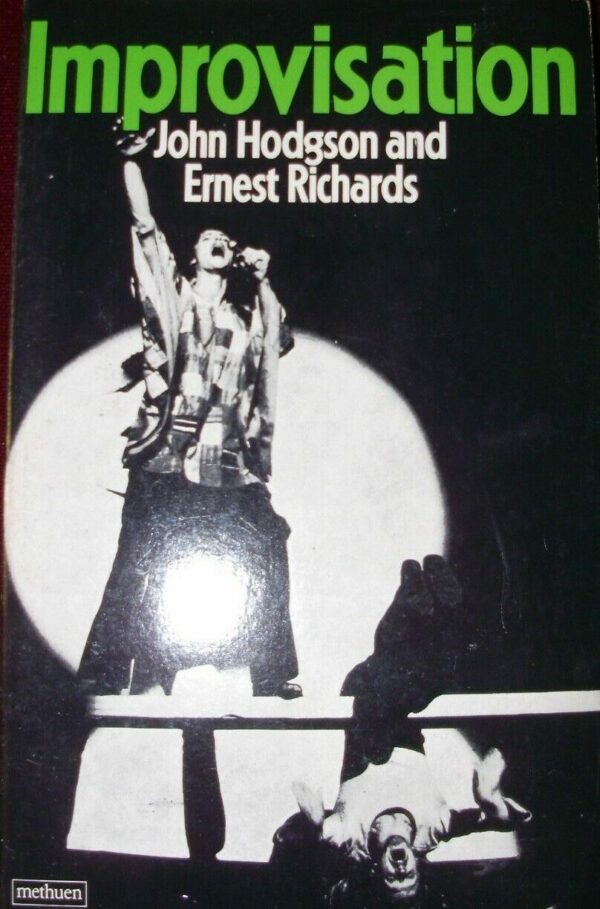 Improvisation
John Hodgson and
Ernest Richards
methuen